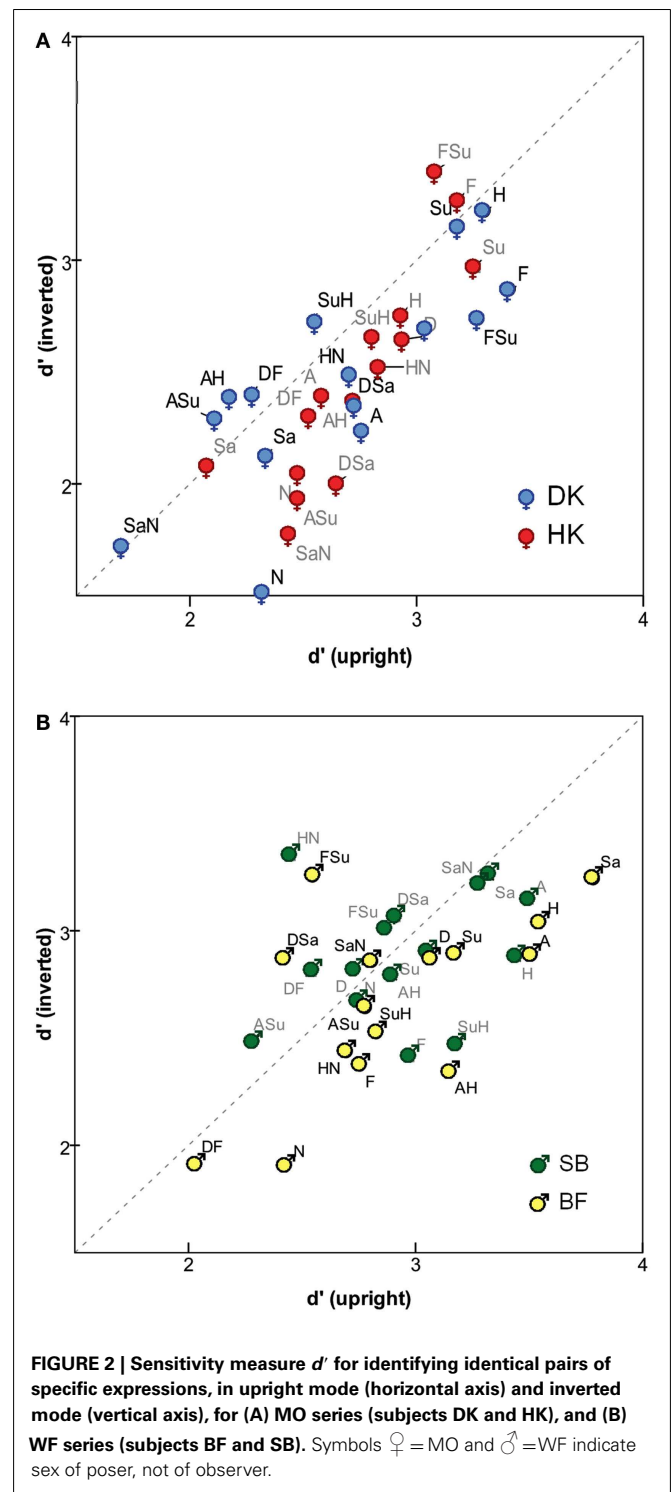 A
4
FSu
F
Su
H
3
Su
F
H
SuH
SuH
D
FSu
HN
HN
DF
A
DSa
AH
DF
AH
A
ASu
Sa
Sa
DSa
N
ASu
SaN
SaN
N
2
DK
HK
2
3
4
d' (inverted)
d' (upright)
B
4
HN
FSu
SaN
Sa
Sa
DSa
A
FSu
H
3
DSa
SaN
D
Su
A
DF
Su
H
D
N
AH
ASu
ASu
SuH
SuH
HN
F
F
AH
2
DF
N
SB
BF
2
3
4
d' (inverted)
d' (upright)
FIGURE 2 | Sensitivity measure d′ for identifying identical pairs of
specific expressions, in upright mode (horizontal axis) and inverted
mode (vertical axis), for (A) MO series (subjects DK and HK), and (B)
WF series (subjects BF and SB). Symbols ♀ = MO and ♂ =WF indicate
sex of poser, not of observer.